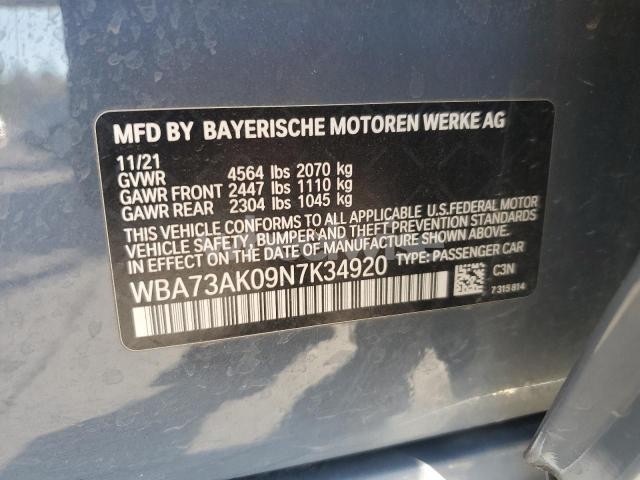 MFD BY BAYERISCHE MOTOREN WERKE AG
11/21
GVWR 4564 lbs 2070 kg
GAWR FRONT 2447 lbs 1110 kg
GAWR REAR 2304 lbs 1045 kg
THIS VEHICLE CONFORMS TO ALL APPLICABLE U.S.FEDERAL MOTOR
VEHICLE SAFETY, BUMPER AND THEFT PREVENTION STANDARDS
IN EFFECT ON THE DATE OF MANUFACTURE SHOWN ABOVE.
WBA73AK09N7K34920 TYPE: PASSENGER CAR
C3N
7315814